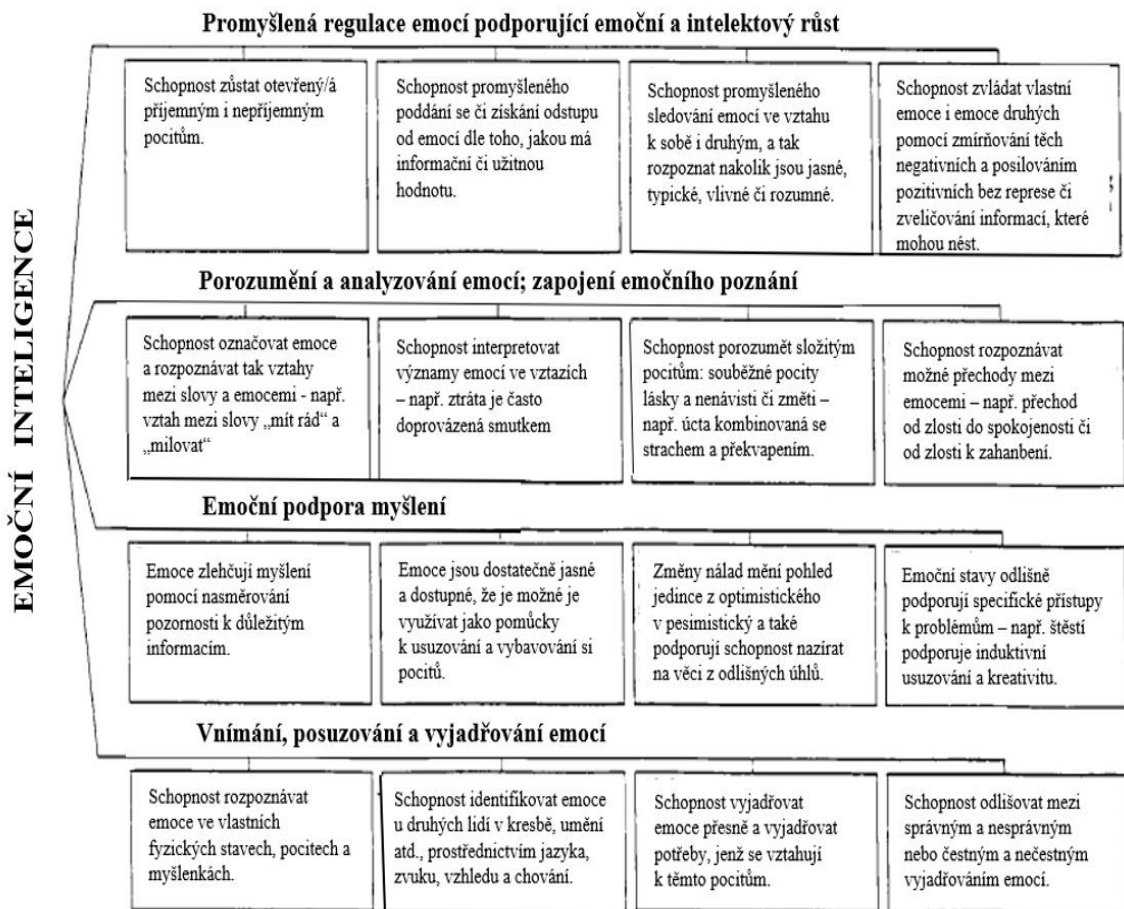 EMOČNÍ INTELIGENCE
Promyšlená regulace emocí podporující emoční a intelektový růst
Schopnost zůstat otevřený/á
příjemným i nepříjemným
pocitům.
Schopnost promyšleného
poddání se či získání odstupu
od emocí dle toho, jakou má
informační či užitnou
hodnotu.
Schopnost promyšleného
sledování emocí ve vztahu
k sobě i druhým, a tak
rozpoznat nakolik jsou jasné,
typické, vlivné či rozumné.
Schopnost zvládat vlastní
emoce i emoce druhých
pomocí zmírňování těch
negativních a posilováním
pozitivních bez represe či
zveličování informací, které
mohou nést.
Porozumění a analyzování emocí; zapojení emočního poznání
Schopnost označovat emoce
a rozpoznávat tak vztahy
mezi slovy a emocemi - např.
vztah mezi slovy „mít rád“ a
„milovat“
Schopnost interpretovat
významy emocí ve vztazích
– např. ztráta je často
doprovázená smutkem
Schopnost porozumět složitým
pocitům: souběžné pocity
lásky a nenávisti či změti –
např. úcta kombinovaná se
strachem a překvapením.
Schopnost rozpoznávat
možné přechody mezi
emocemi – např. přechod
od zlosti do spokojenosti či
od zlosti k zahanbení.
Emoční podpora myšlení
Emoce zlehčují myšlení
pomocí nasměrování
pozornosti k důležitým
informacím.
Emoce jsou dostatečně jasné
a dostupné, že je možné je
využívat jako pomůcky
k usuzování a vybavování si
pocitů.
Změny nálad mění pohled
jedince z optimistického
v pesimistický a také
podporují schopnost nazírat
na věci z odlišných úhlů.
Emoční stavy odlišně
podporují specifické přístupy
k problémům – např. štěstí
podporuje induktivní
usuzování a kreativitu.
Vnímání, posuzování a vyjadřování emocí
Schopnost rozpoznávat
emoce ve vlastních
fyzických stavech, pocitech a
myšlenkách.
Schopnost identifikovat emoce
u druhých lidí v kresbě, umění
atd., prostřednictvím jazyka,
zvuku, vzhledu a chování.
Schopnost vyjadřovat
emoce přesně a vyjadřovat
potřeby, jenž se vztahují
k těmto pocitům.
Schopnost odlišovat mezi
správným a nesprávným
nebo čestným a nečestným
vyjadřováním emocí.